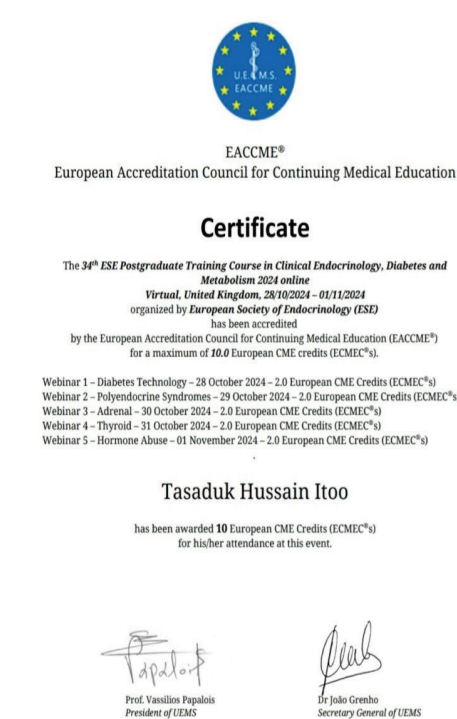 U.E.M.S.
EACCME
EACCME®
European Accreditation Council for Continuing Medical Education
Certificate
The 34th ESE Postgraduate Training Course in Clinical Endocrinology, Diabetes and
Metabolism 2024 online
Virtual, United Kingdom, 28/10/2024 – 01/11/2024
organized by European Society of Endocrinology (ESE)
has been accredited
by the European Accreditation Council for Continuing Medical Education (EACCME®)
for a maximum of 10.0 European CME credits (ECMEC®s).
Webinar 1 – Diabetes Technology – 28 October 2024 – 2.0 European CME Credits (ECMEC®s)
Webinar 2 – Polyendocrine Syndromes – 29 October 2024 – 2.0 European CME Credits (ECMEC®s
Webinar 3 – Adrenal – 30 October 2024 – 2.0 European CME Credits (ECMEC®s)
Webinar 4 – Thyroid – 31 October 2024 – 2.0 European CME Credits (ECMEC®s)
Webinar 5 – Hormone Abuse – 01 November 2024 – 2.0 European CME Credits (ECMEC®s)
.
Tasaduk Hussain Itoo
has been awarded 10 European CME Credits (ECMEC®s)
for his/her attendance at this event.
Papalois
Prof. Vassilios Papalois
President of UEMS
Dr João Grenho
Secretary General of UEMS